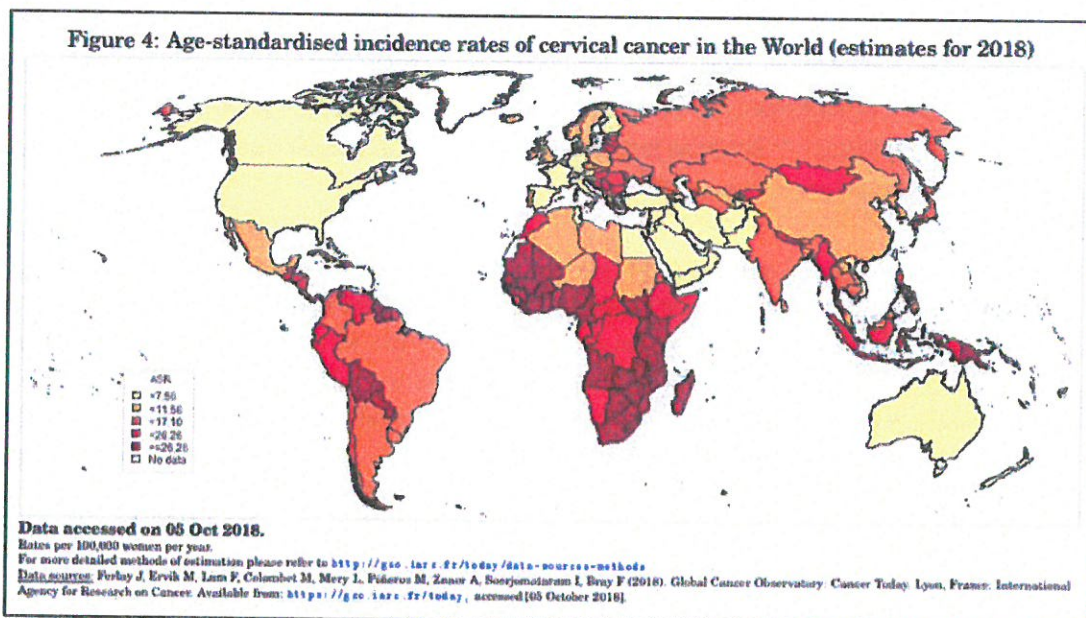 Figure 4: Age-standardised incidence rates of cervical cancer in the World (estimates for 2018)
ASR
<7.56
<11.56
<17.10
<26.26
>=26.26
No data
Data accessed on 05 Oct 2018.
Rates per 100,000 women per year.
For more detailed methods of estimation please refer to http://gco.iarc.fr/today/data-sources-methods
Data sources: Ferlay J, Ervik M, Lam F, Colombet M, Mery L, Piñeros M, Znaor A, Soerjomataram I, Bray F (2018). Global Cancer Observatory: Cancer Today. Lyon, France: International
Agency for Research on Cancer. Available from: https://gco.iarc.fr/today, accessed [05 October 2018].